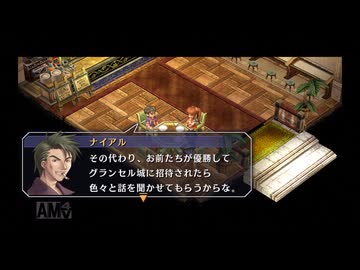 ナイアル
その代わり、お前たちが優勝して
グランセル城に招待されたら
色々と話を聞かせてもらうからな。